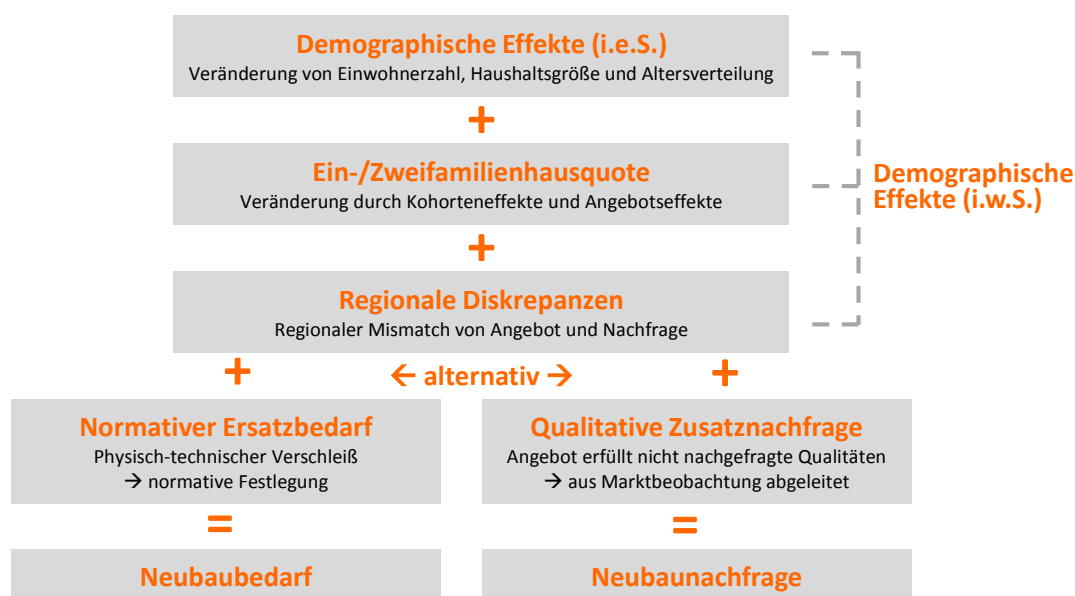 Demographische Effekte (i.e.S.)
Veränderung von Einwohnerzahl, Haushaltsgröße und Altersverteilung
+
Ein-/Zweifamilienhausquote
Veränderung durch Kohorteneffekte und Angebotseffekte
+
Regionale Diskrepanzen
Regionaler Mismatch von Angebot und Nachfrage
Demographische
Effekte (i.w.S.)
+ ← alternativ → +
Normativer Ersatzbedarf
Physisch-technischer Verschleiß
→ normative Festlegung
=
Neubaubedarf
Qualitative Zusatznachfrage
Angebot erfüllt nicht nachgefragte Qualitäten
→ aus Marktbeobachtung abgeleitet
=
Neubaunachfrage